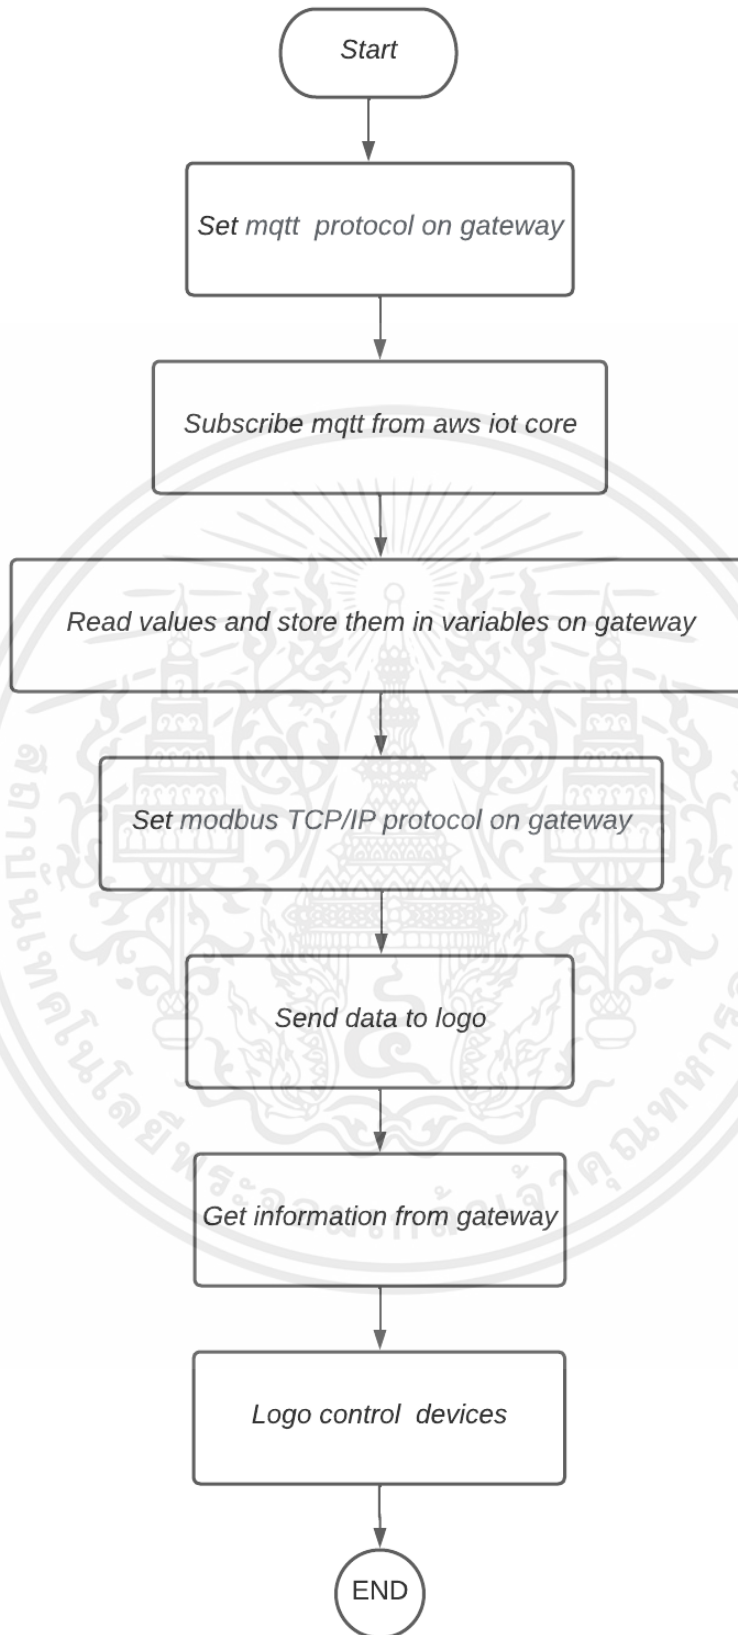 Start
Set mqtt  protocol on gateway
Subscribe mqtt from aws iot core
Read values and store them in variables on gateway
Set modbus TCP/IP protocol on gateway
Send data to logo
Get information from gateway
Logo control  devices
END